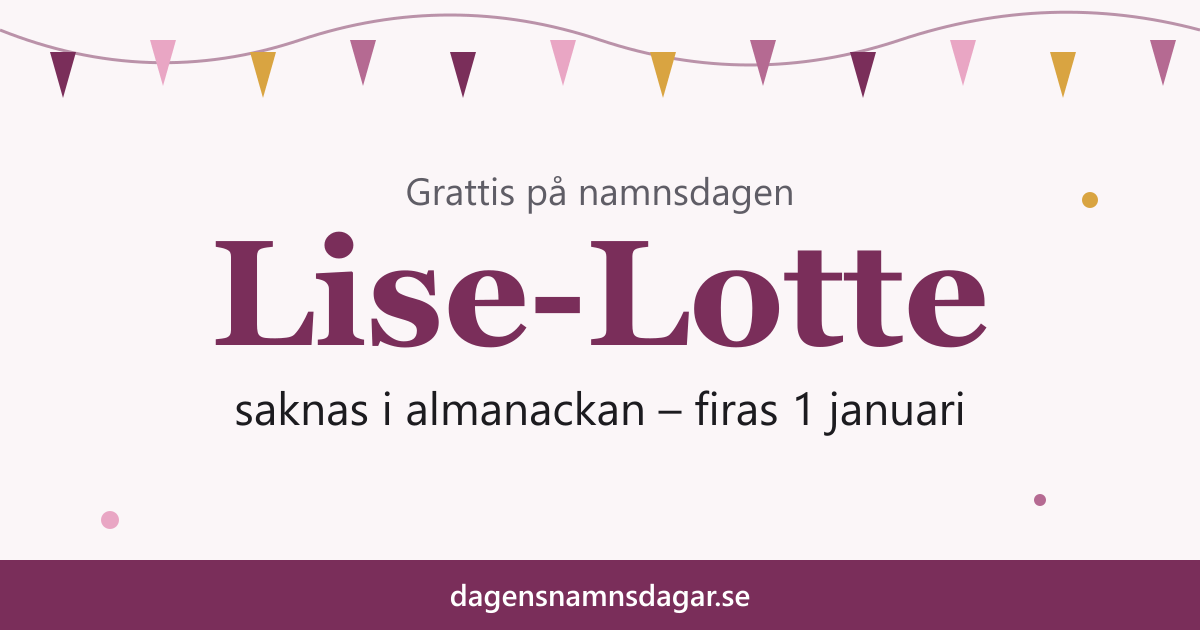 Grattis på namnsdagen
Lise-Lotte
saknas i almanackan – firas 1 januari
dagensnamnsdagar.se